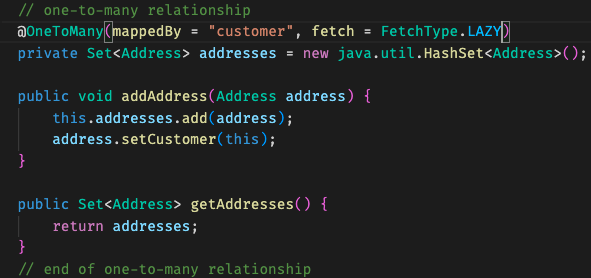 // one-to-many relationship
@OneToMany(mappedBy = "customer", fetch = FetchType.LAZY)
private Set<Address> addresses = new java.util.HashSet<Address>();
public void addAddress(Address address) {
this.addresses.add(address);
address.setCustomer(this);
}
public Set<Address> getAddresses() {
return addresses;
}
// end of one-to-many relationship